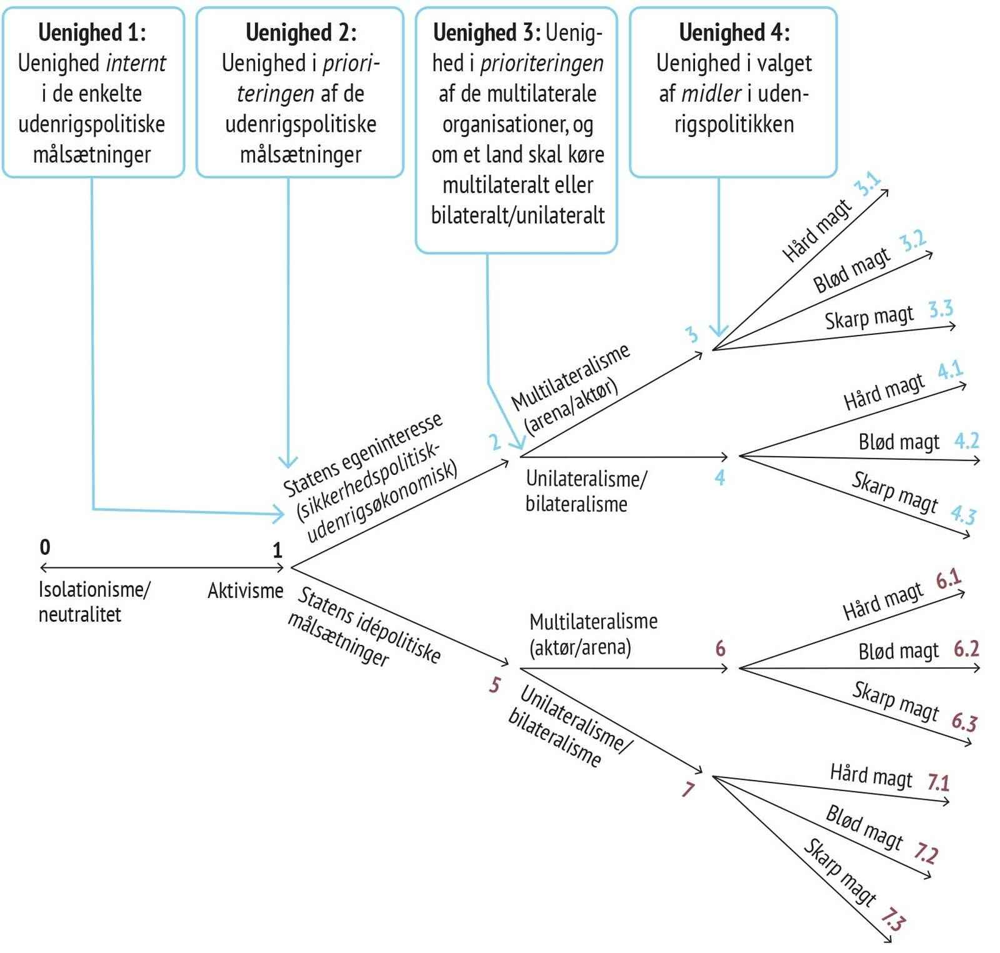 Uenighed 1:
Uenighed internt
i de enkelte
udenrigspolitiske
målsætninger
Uenighed 2:
Uenighed i priori-
teringen af de
udenrigspolitiske
målsætninger
Uenighed 3: Uenig-
hed i prioriteringen
af de multilaterale
organisationer, og
om et land skal køre
multilateralt eller
bilateralt/unilateralt
Uenighed 4:
Uenighed i valget
af midler i uden-
rigspolitikken
0
1
Isolationisme/
neutralitet
Aktivisme
Statens egeninteresse
(sikkerhedspolitisk-
udenrigsøkonomisk)
2
Multilateralisme
(arena/aktør)
3
Hård magt 3.1
Blød magt 3.2
Skarp magt 3.3
Unilateralisme/
bilateralisme
4
Hård magt 4.1
Blød magt 4.2
Skarp magt 4.3
Statens idépolitiske
målsætninger
5
Multilateralisme
(aktør/arena)
6
Hård magt 6.1
Blød magt 6.2
Skarp magt 6.3
Unilateralisme/
bilateralisme
7
Hård magt 7.1
Blød magt 7.2
Skarp magt 7.3